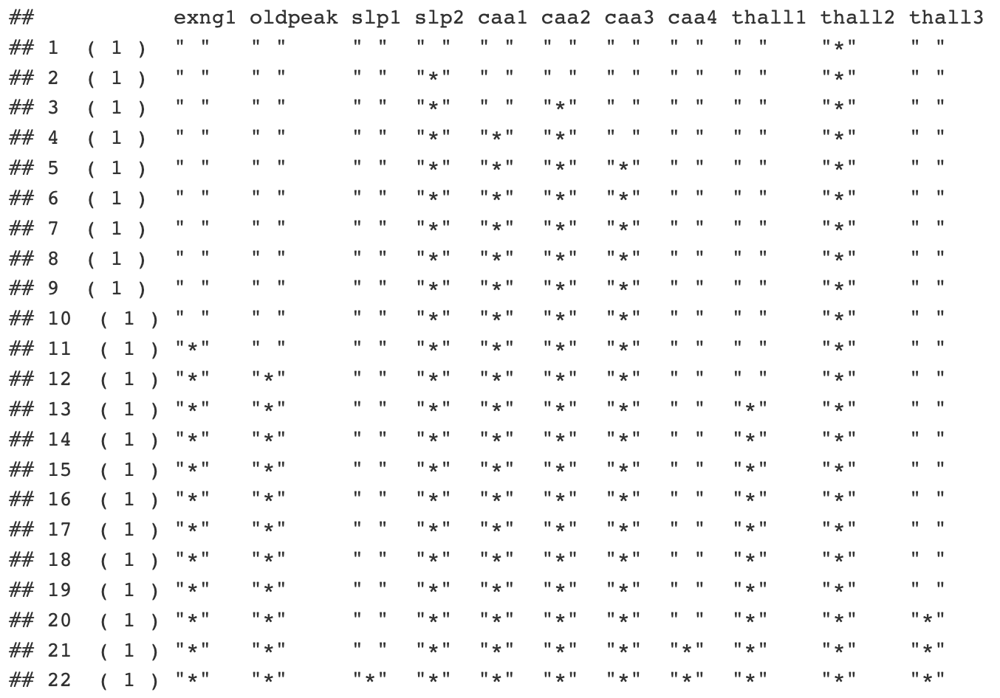 ##           exng1 oldpeak slp1 slp2 caa1 caa2 caa3 caa4 thall1 thall2 thall3
## 1  ( 1 )  " "   " "     " "  " "  " "  " "  " "  " "  " "    "*"    " "
## 2  ( 1 )  " "   " "     " "  "*"  " "  " "  " "  " "  " "    "*"    " "
## 3  ( 1 )  " "   " "     " "  "*"  " "  "*"  " "  " "  " "    "*"    " "
## 4  ( 1 )  " "   " "     " "  "*"  "*"  "*"  " "  " "  " "    "*"    " "
## 5  ( 1 )  " "   " "     " "  "*"  "*"  "*"  "*"  " "  " "    "*"    " "
## 6  ( 1 )  " "   " "     " "  "*"  "*"  "*"  "*"  " "  " "    "*"    " "
## 7  ( 1 )  " "   " "     " "  "*"  "*"  "*"  "*"  " "  " "    "*"    " "
## 8  ( 1 )  " "   " "     " "  "*"  "*"  "*"  "*"  " "  " "    "*"    " "
## 9  ( 1 )  " "   " "     " "  "*"  "*"  "*"  "*"  " "  " "    "*"    " "
## 10  ( 1 ) " "   " "     " "  "*"  "*"  "*"  "*"  " "  " "    "*"    " "
## 11  ( 1 ) "*"   " "     " "  "*"  "*"  "*"  "*"  " "  " "    "*"    " "
## 12  ( 1 ) "*"   "*"     " "  "*"  "*"  "*"  "*"  " "  " "    "*"    " "
## 13  ( 1 ) "*"   "*"     " "  "*"  "*"  "*"  "*"  " "  "*"    "*"    " "
## 14  ( 1 ) "*"   "*"     " "  "*"  "*"  "*"  "*"  " "  "*"    "*"    " "
## 15  ( 1 ) "*"   "*"     " "  "*"  "*"  "*"  "*"  " "  "*"    "*"    " "
## 16  ( 1 ) "*"   "*"     " "  "*"  "*"  "*"  "*"  " "  "*"    "*"    " "
## 17  ( 1 ) "*"   "*"     " "  "*"  "*"  "*"  "*"  " "  "*"    "*"    " "
## 18  ( 1 ) "*"   "*"     " "  "*"  "*"  "*"  "*"  " "  "*"    "*"    " "
## 19  ( 1 ) "*"   "*"     " "  "*"  "*"  "*"  "*"  " "  "*"    "*"    " "
## 20  ( 1 ) "*"   "*"     " "  "*"  "*"  "*"  "*"  " "  "*"    "*"    "*"
## 21  ( 1 ) "*"   "*"     " "  "*"  "*"  "*"  "*"  "*"  "*"    "*"    "*"
## 22  ( 1 ) "*"   "*"     "*"  "*"  "*"  "*"  "*"  "*"  "*"    "*"    "*"